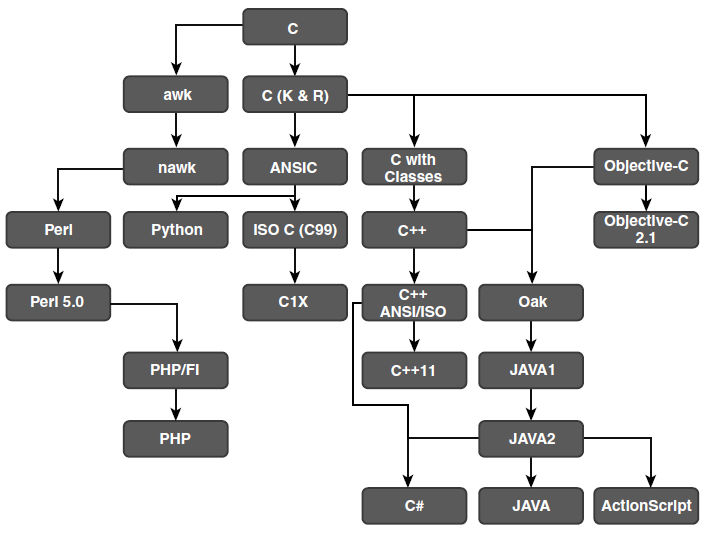 C
awk
C (K & R)
nawk
ANSIC
C with
Classes
Objective-C
Perl
Python
ISO C (C99)
C++
Objective-C
2.1
Perl 5.0
C1X
C++
ANSI/ISO
Oak
PHP/FI
C++11
JAVA1
PHP
JAVA2
C#
JAVA
ActionScript